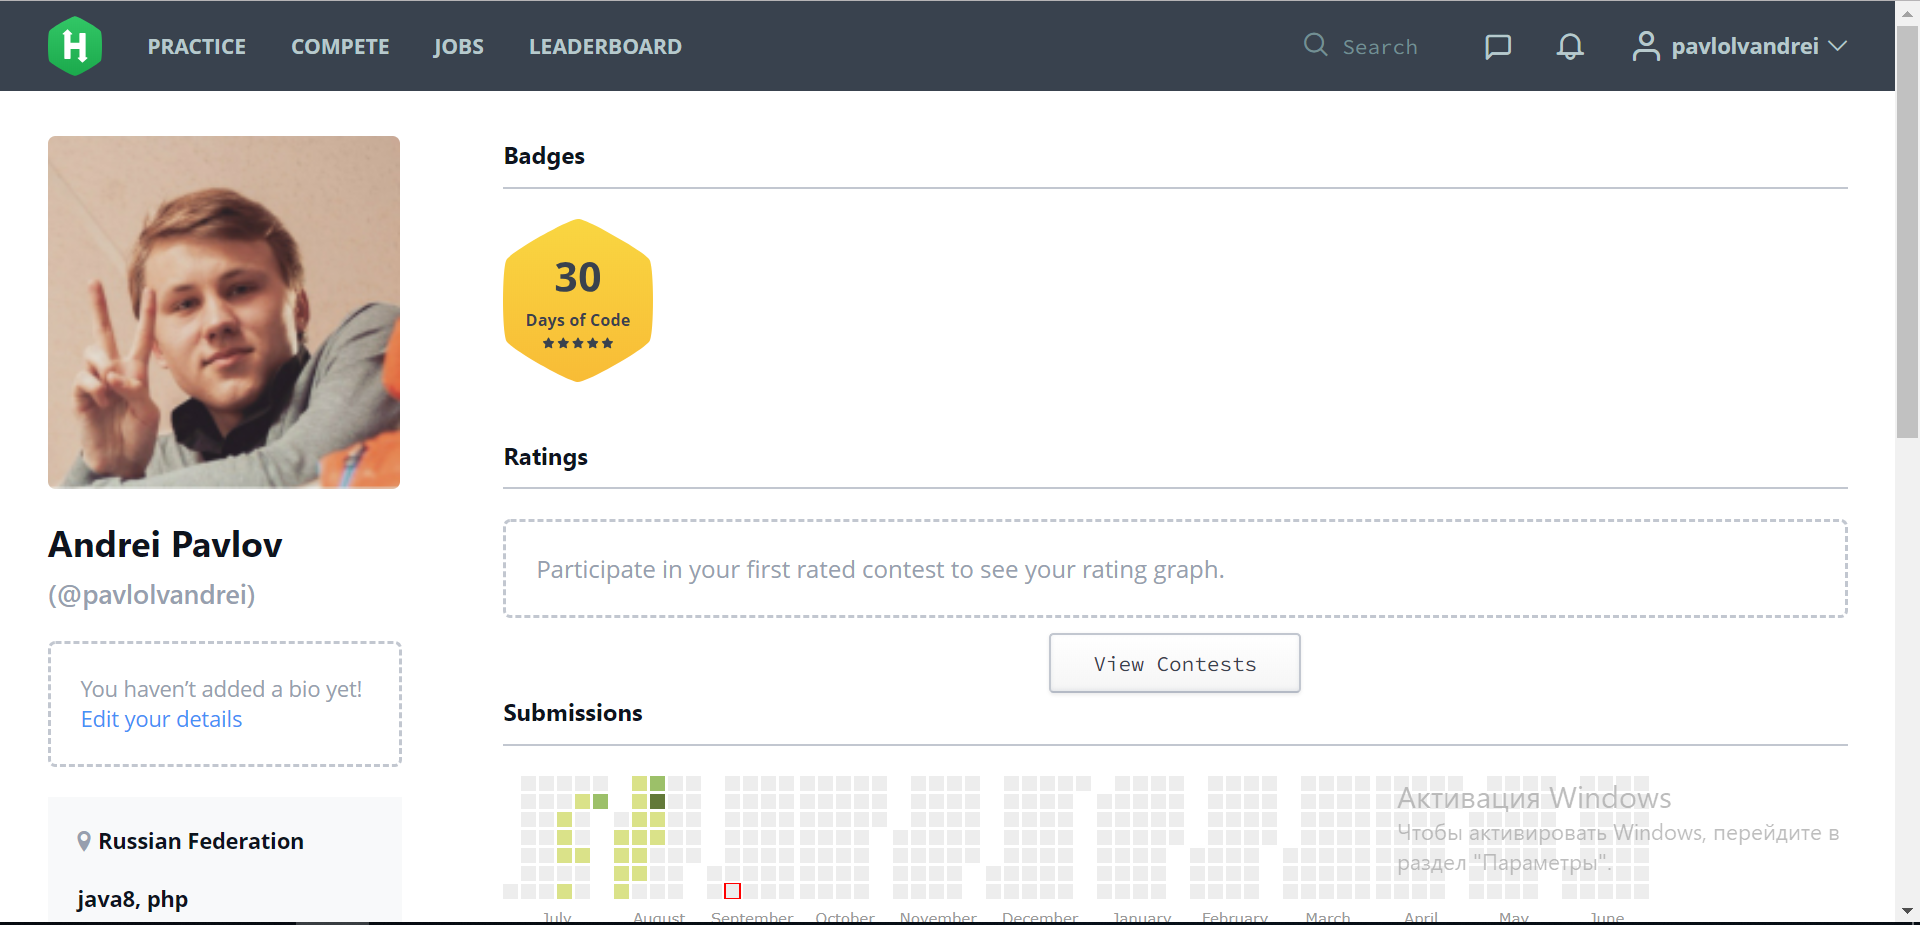 H PRACTICE COMPETE JOBS LEADERBOARD Search pavlolvandrei
Badges
30
Days of Code
Andrei Pavlov
(@pavlolvandrei)
You haven’t added a bio yet!
Edit your details
Russian Federation
java8, php
Ratings
Participate in your first rated contest to see your rating graph.
View Contests
Submissions
July August September October November December January February March April May June
Активация Windows
Чтобы активировать Windows, перейдите в
раздел "Параметры".